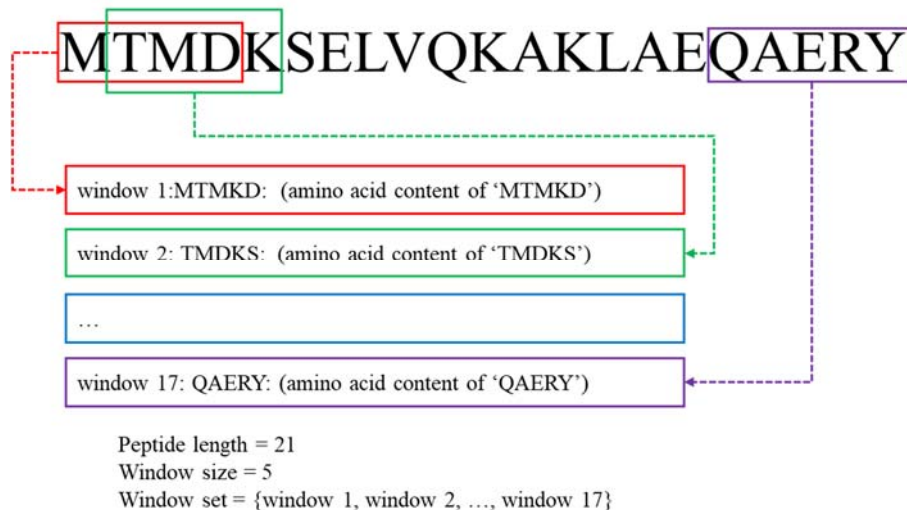 MTMDKSELVQKAKLAEQAERY
window 1:MTMKD: (amino acid content of ‘MTMKD’)
window 2: TMDKS: (amino acid content of ‘TMDKS’)
…
window 17: QAERY: (amino acid content of ‘QAERY’)
Peptide length = 21
Window size = 5
Window set = {window 1, window 2, …, window 17}